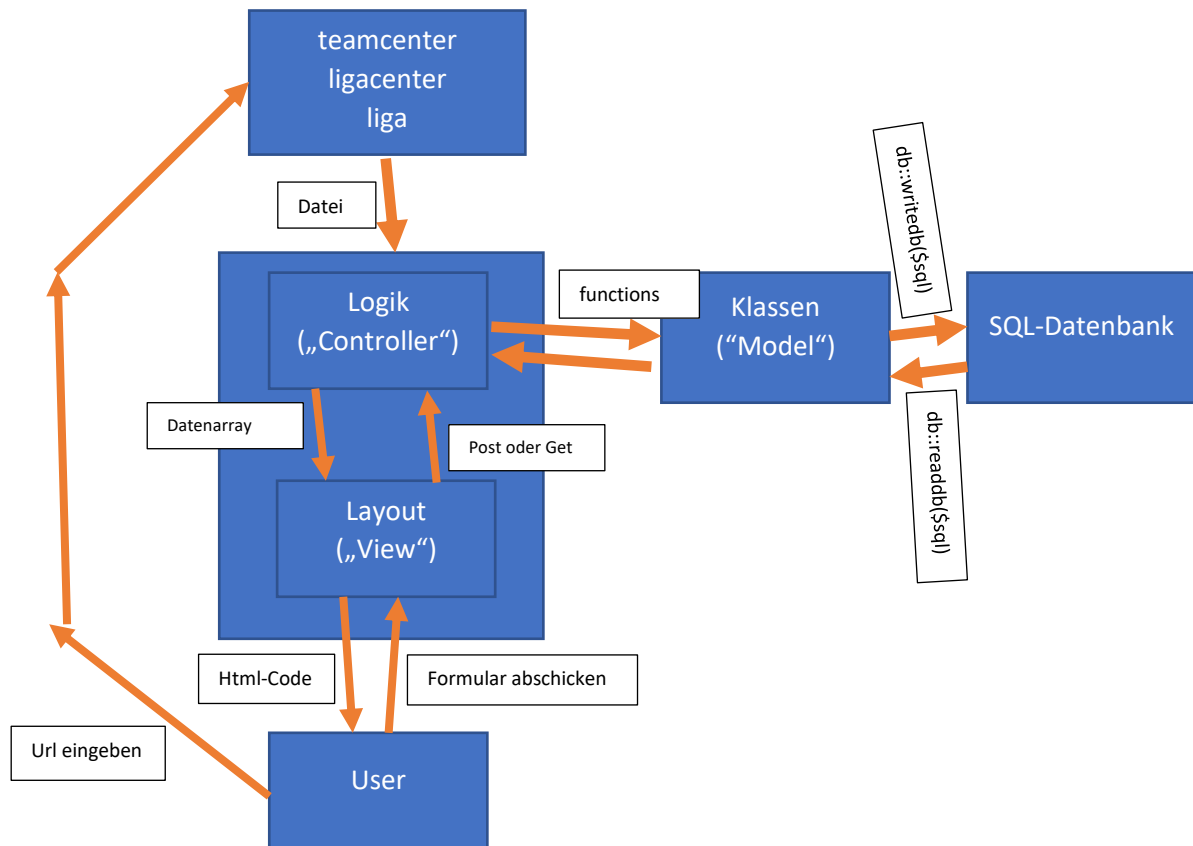 teamcenter
ligacenter
liga
Datei
db::writedb($sql)
Logik
(„Controller“)
functions
Klassen
(“Model“)
SQL-Datenbank
Datenarray
Post oder Get
db::readdb($sql)
Layout
(„View“)
Html-Code
Formular abschicken
Url eingeben
User